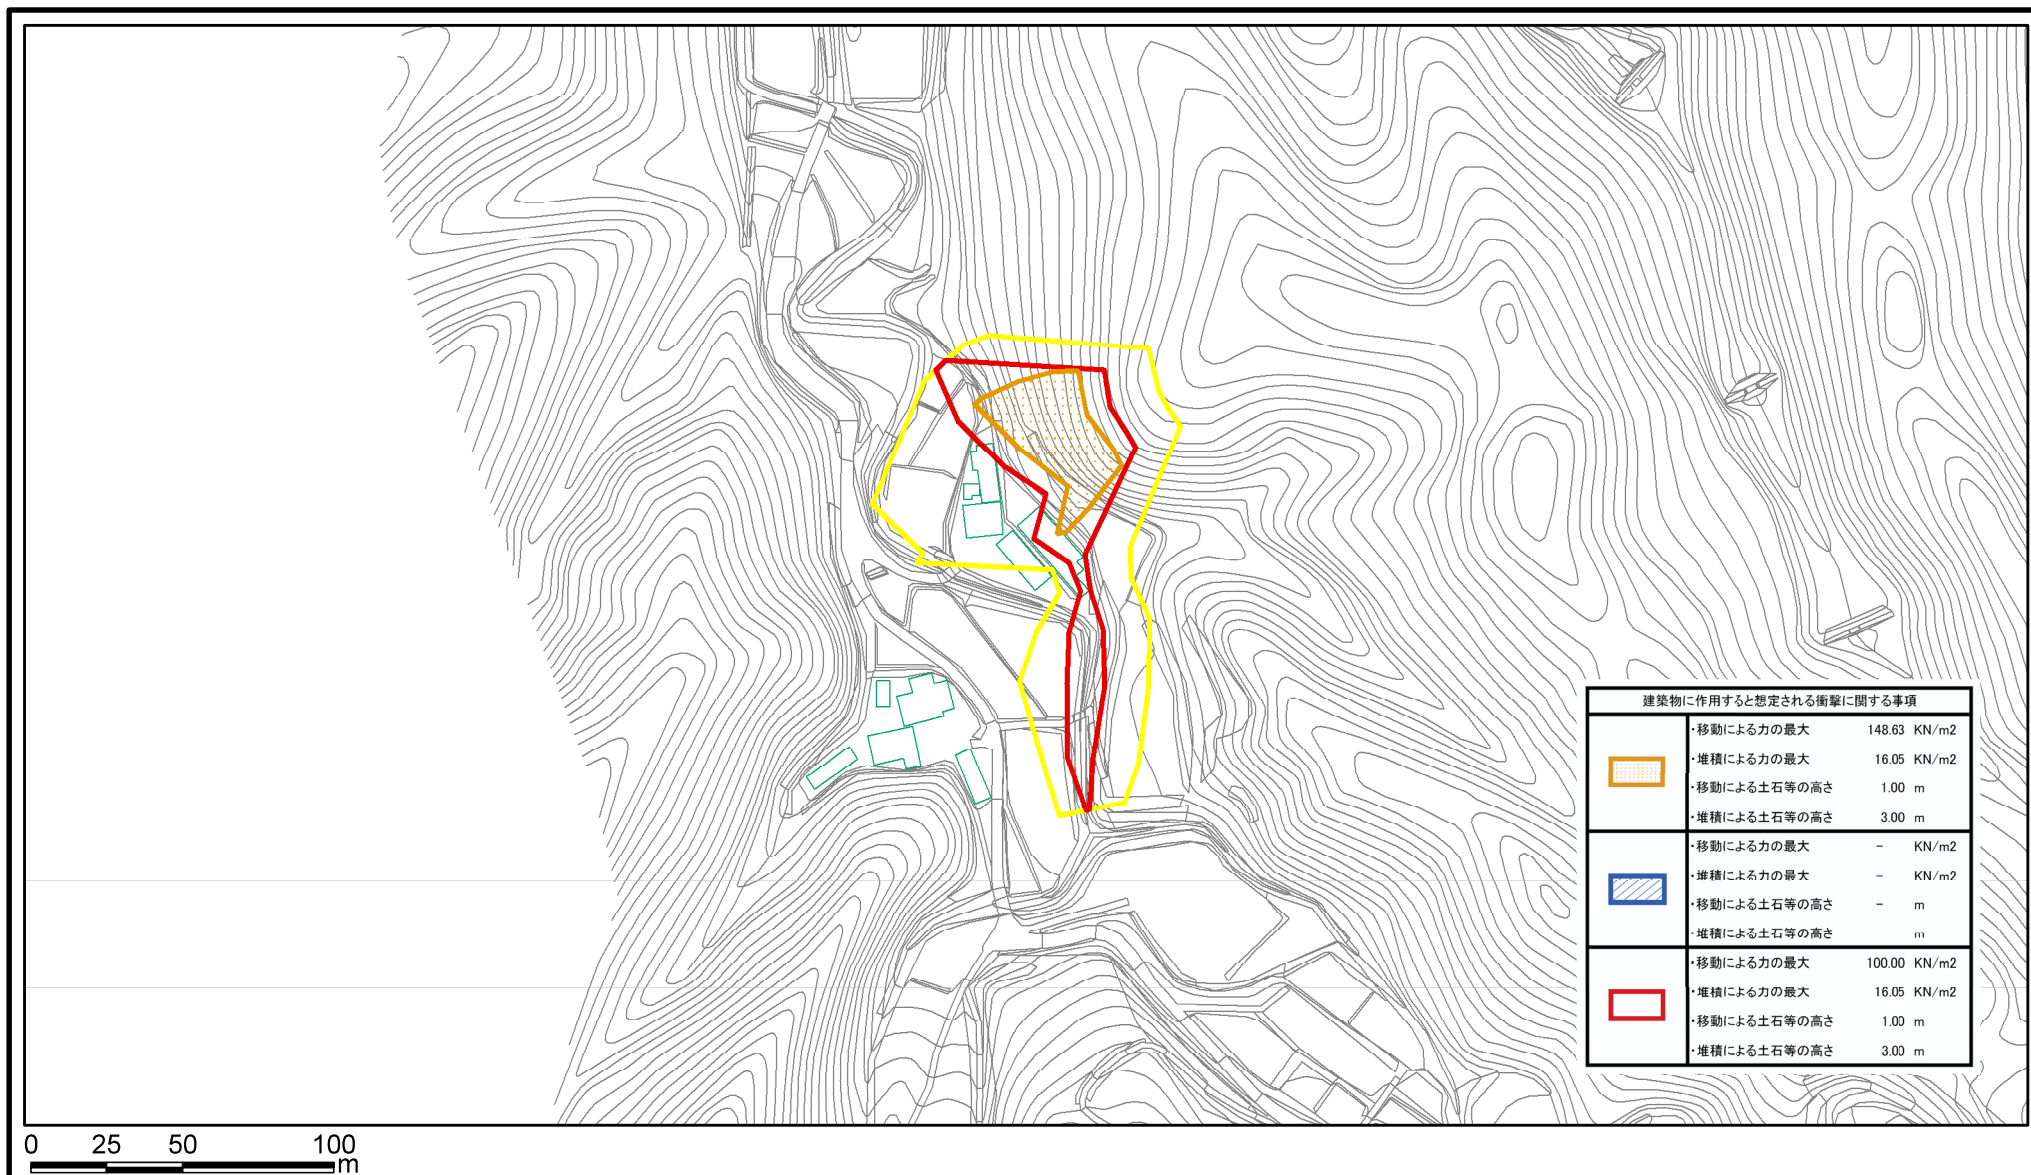 建築物に作用すると想定される衝撃に関する事項
・移動による力の最大 148.63 KN/m2
・堆積による力の最大 16.05 KN/m2
・移動による土石等の高さ 1.00 m
・堆積による土石等の高さ 3.00 m
・移動による力の最大 － KN/m2
・堆積による力の最大 － KN/m2
・移動による土石等の高さ － m
・堆積による土石等の高さ m
・移動による力の最大 100.00 KN/m2
・堆積による力の最大 16.05 KN/m2
・移動による土石等の高さ 1.00 m
・堆積による土石等の高さ 3.00 m
0 25 50 100
m